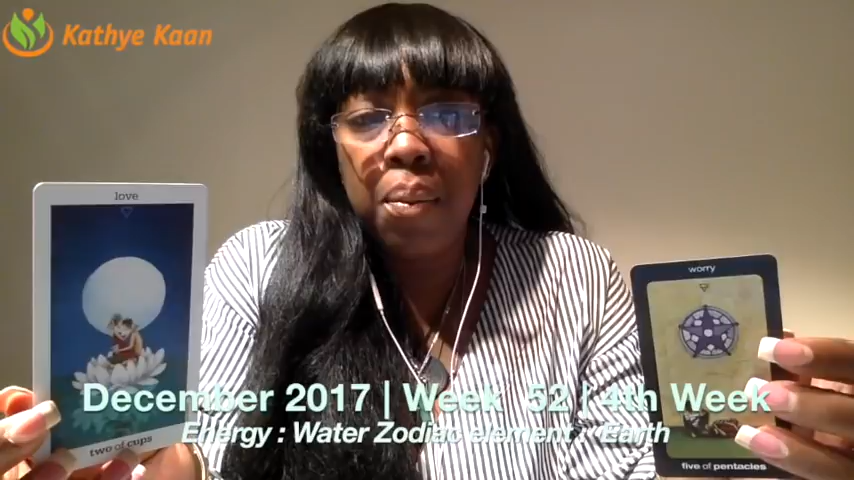 Kathye Kaan
love
worry
December 2017 | Week 52 | 4th Week
Energy : Water Zodiac element : Earth
two of cups
five of pentacles